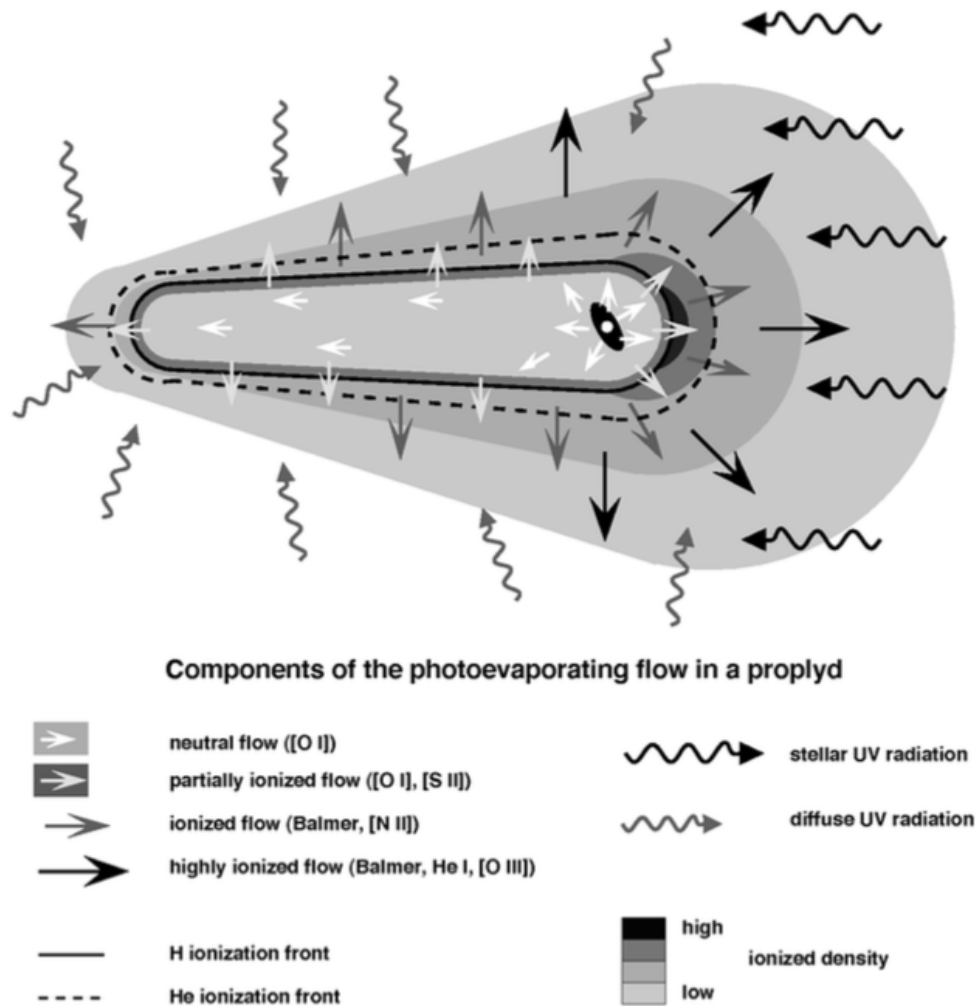 Components of the photoevaporating flow in a proplyd
neutral flow ([O I])
partially ionized flow ([O I], [S II])
ionized flow (Balmer, [N II])
highly ionized flow (Balmer, He I, [O III])
H ionization front
He ionization front
stellar UV radiation
diffuse UV radiation
high
ionized density
low